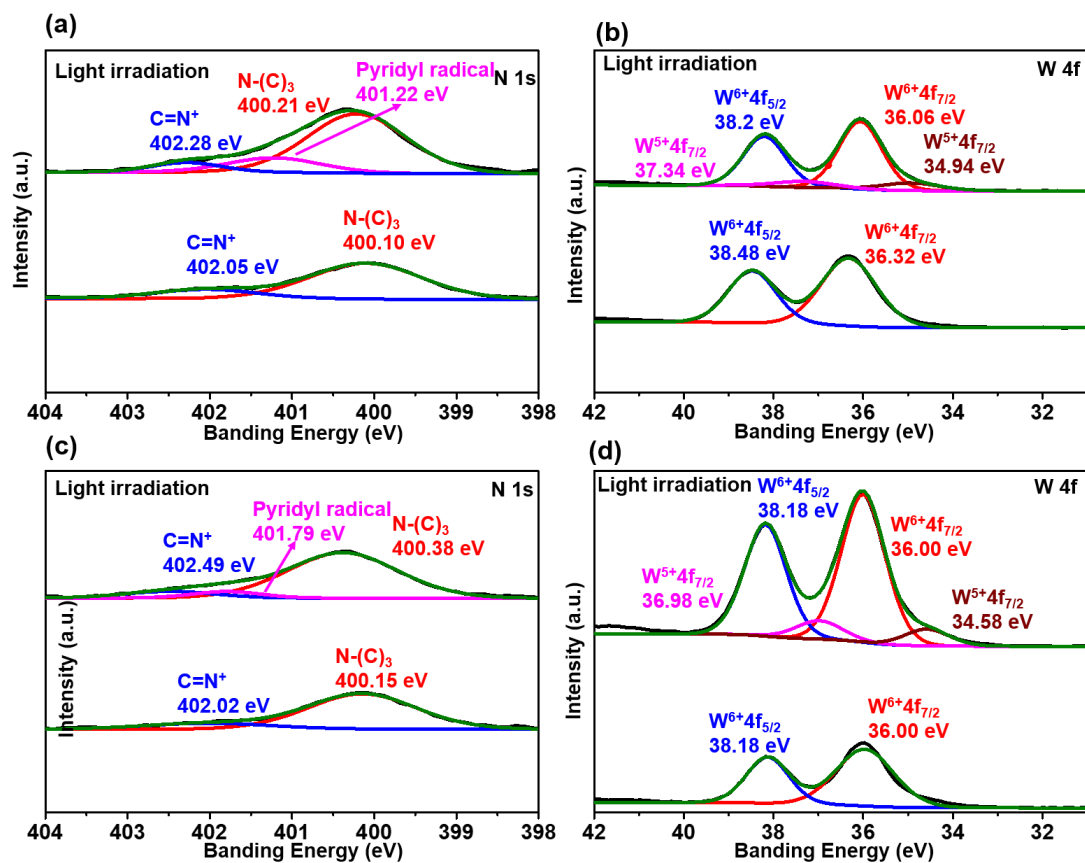 (a)
Light irradiation
N 1s
Pyridyl radical
401.22 eV
N-(C)₃
400.21 eV
C=N⁺
402.28 eV
N-(C)₃
400.10 eV
C=N⁺
402.05 eV
Intensity (a.u.)
404 403 402 401 400 399 398
Banding Energy (eV)
(b)
Light irradiation
W 4f
W⁶⁺4f₅/₂
38.2 eV
W⁶⁺4f₇/₂
36.06 eV
W⁵⁺4f₇/₂
37.34 eV
W⁵⁺4f₇/₂
34.94 eV
W⁶⁺4f₅/₂
38.48 eV
W⁶⁺4f₇/₂
36.32 eV
Intensity (a.u.)
42 40 38 36 34 32
Banding Energy (eV)
(c)
Light irradiation
N 1s
Pyridyl radical
401.79 eV
N-(C)₃
400.38 eV
C=N⁺
402.49 eV
N-(C)₃
400.15 eV
C=N⁺
402.02 eV
Intensity (a.u.)
404 403 402 401 400 399 398
Banding Energy (eV)
(d)
Light irradiation
W 4f
W⁶⁺4f₅/₂
38.18 eV
W⁶⁺4f₇/₂
36.00 eV
W⁵⁺4f₇/₂
36.98 eV
W⁵⁺4f₇/₂
34.58 eV
W⁶⁺4f₅/₂
38.18 eV
W⁶⁺4f₇/₂
36.00 eV
Intensity (a.u.)
42 40 38 36 34 32
Banding Energy (eV)